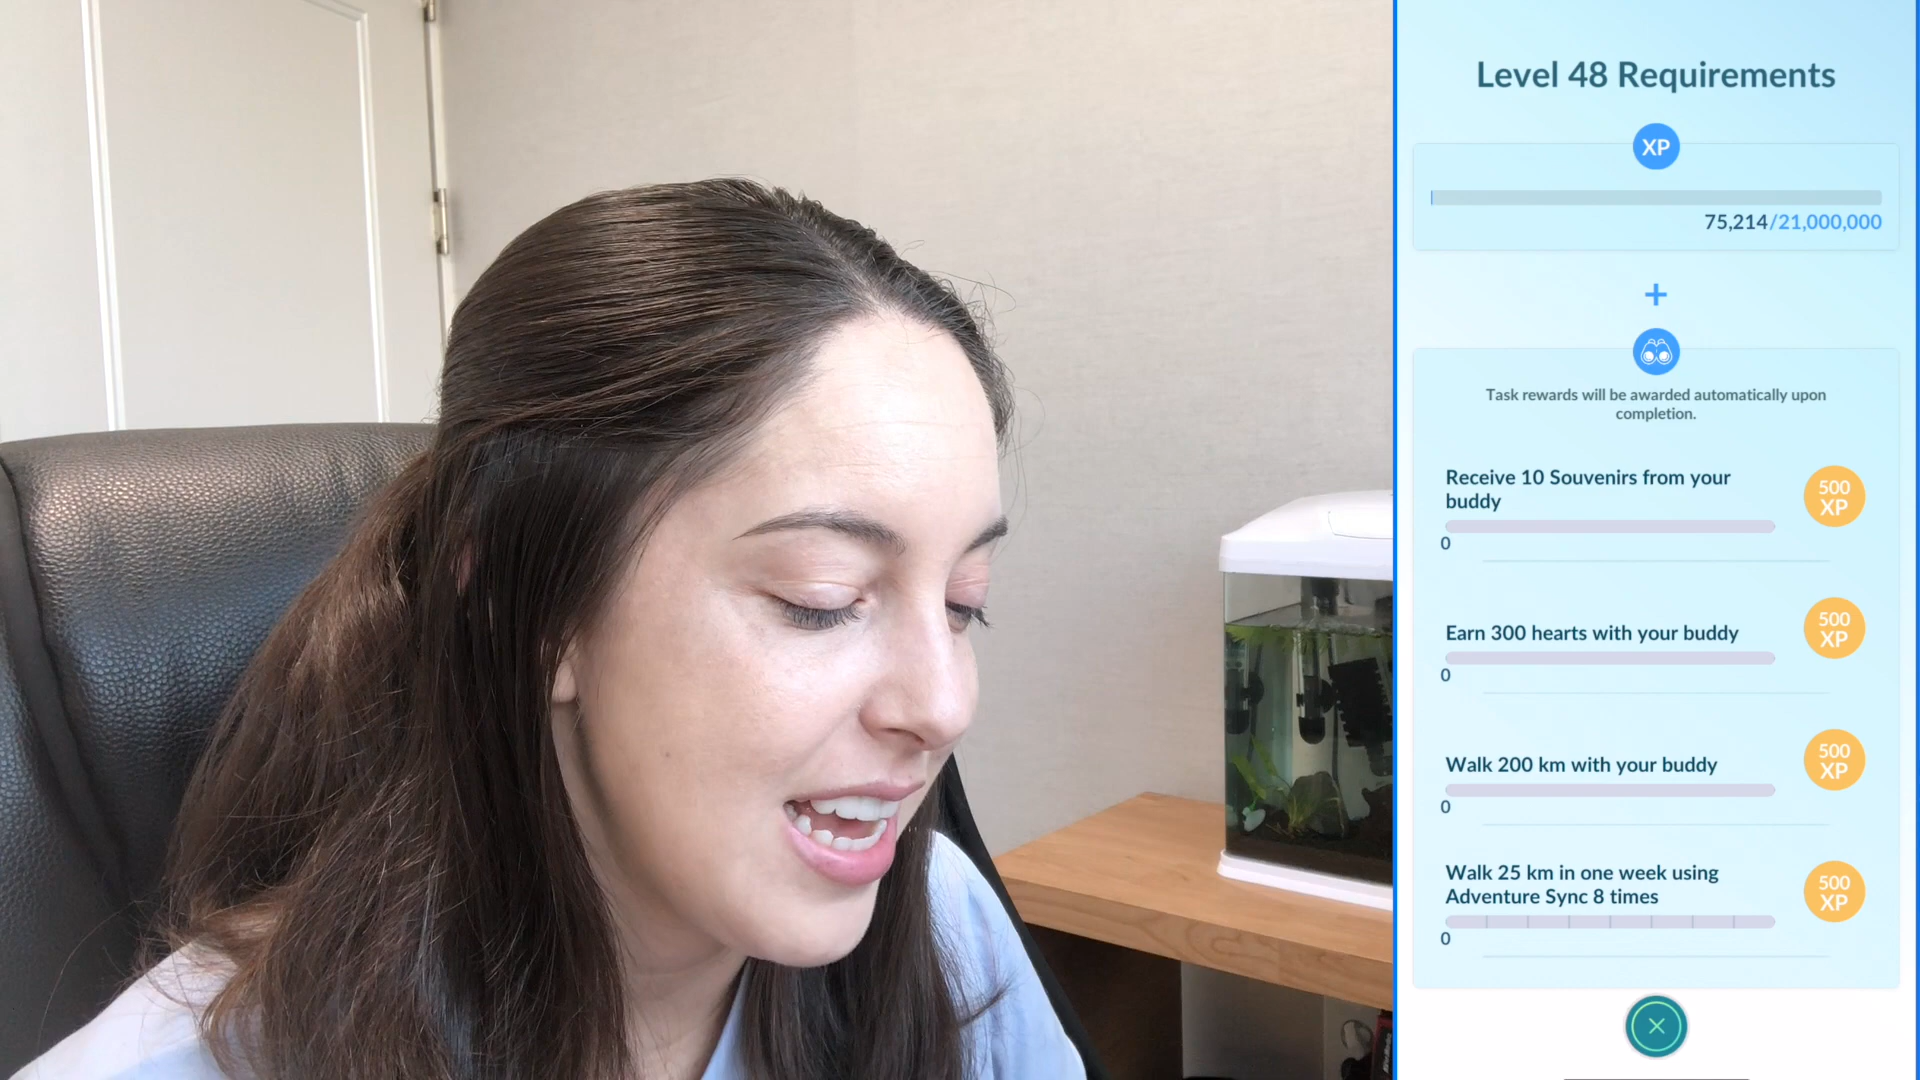 Level 48 Requirements
XP
75,214/21,000,000
+
Task rewards will be awarded automatically upon
completion.
Receive 10 Souvenirs from your
buddy
0
500
XP
Earn 300 hearts with your buddy
0
500
XP
Walk 200 km with your buddy
0
500
XP
Walk 25 km in one week using
Adventure Sync 8 times
0
500
XP